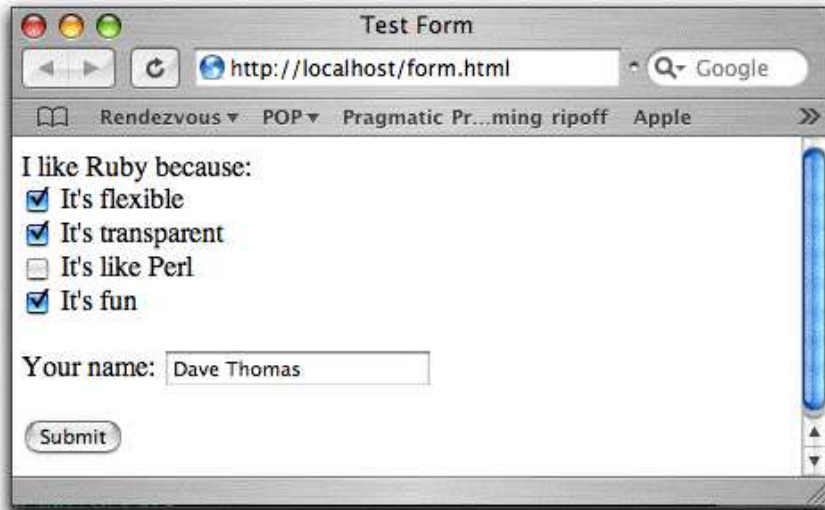 Test Form
http://localhost/form.html
Google
Rendezvous POP Pragmatic Pr...ming ripoff Apple
I like Ruby because:
It's flexible
It's transparent
It's like Perl
It's fun
Your name: Dave Thomas
Submit